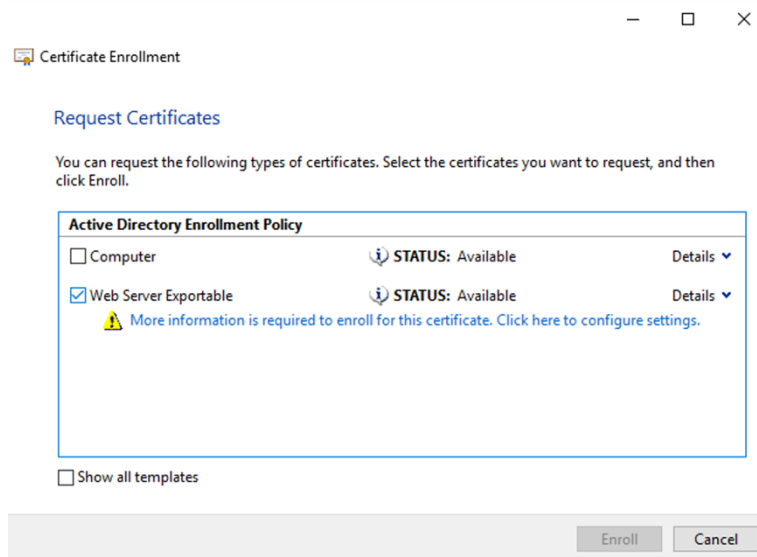 Certificate Enrollment
Request Certificates
You can request the following types of certificates. Select the certificates you want to request, and then
click Enroll.
Active Directory Enrollment Policy
Computer STATUS: Available Details
Web Server Exportable STATUS: Available Details
More information is required to enroll for this certificate. Click here to configure settings.
Show all templates
Enroll Cancel